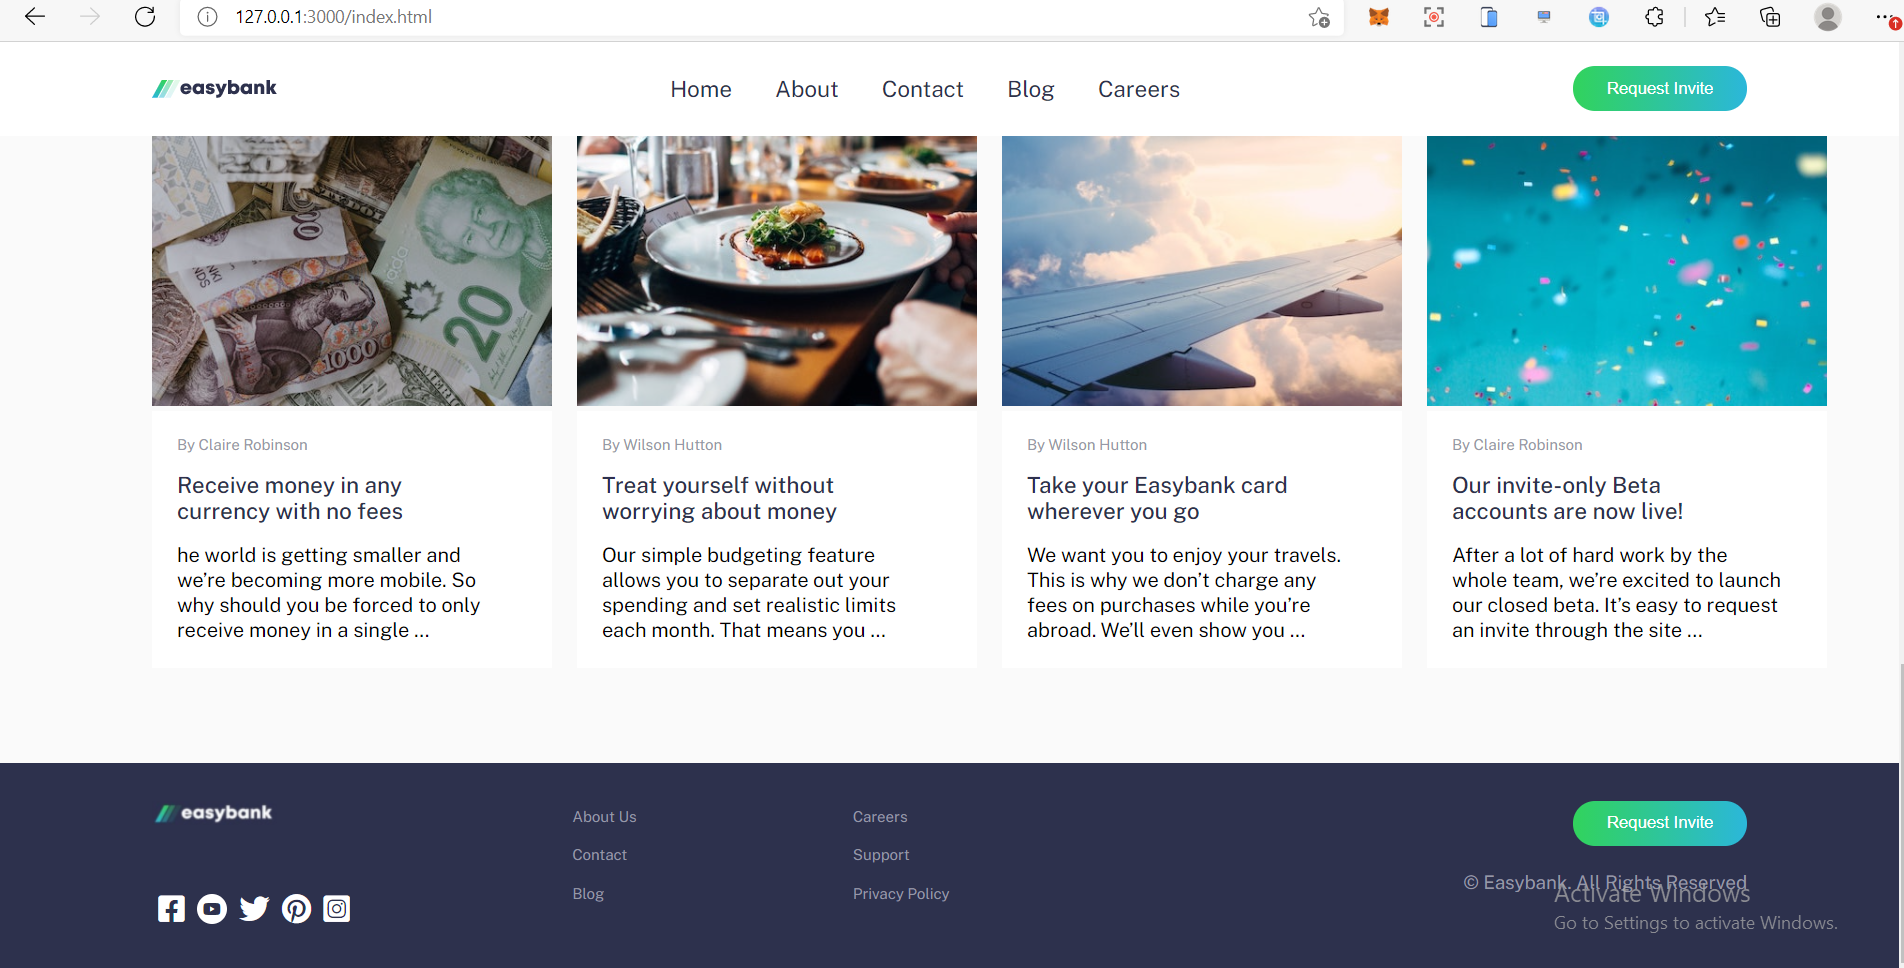 127.0.0.1:3000/index.html
easybank
Home About Contact Blog Careers
Request Invite
20
1000
By Claire Robinson
Receive money in any
currency with no fees
he world is getting smaller and
we’re becoming more mobile. So
why should you be forced to only
receive money in a single ...
By Wilson Hutton
Treat yourself without
worrying about money
Our simple budgeting feature
allows you to separate out your
spending and set realistic limits
each month. That means you ...
By Wilson Hutton
Take your Easybank card
wherever you go
We want you to enjoy your travels.
This is why we don’t charge any
fees on purchases while you’re
abroad. We’ll even show you ...
By Claire Robinson
Our invite-only Beta
accounts are now live!
After a lot of hard work by the
whole team, we’re excited to launch
our closed beta. It’s easy to request
an invite through the site ...
easybank
About Us
Contact
Blog
Careers
Support
Privacy Policy
Request Invite
© Easybank. All Rights Reserved
Activate Windows
Go to Settings to activate Windows.